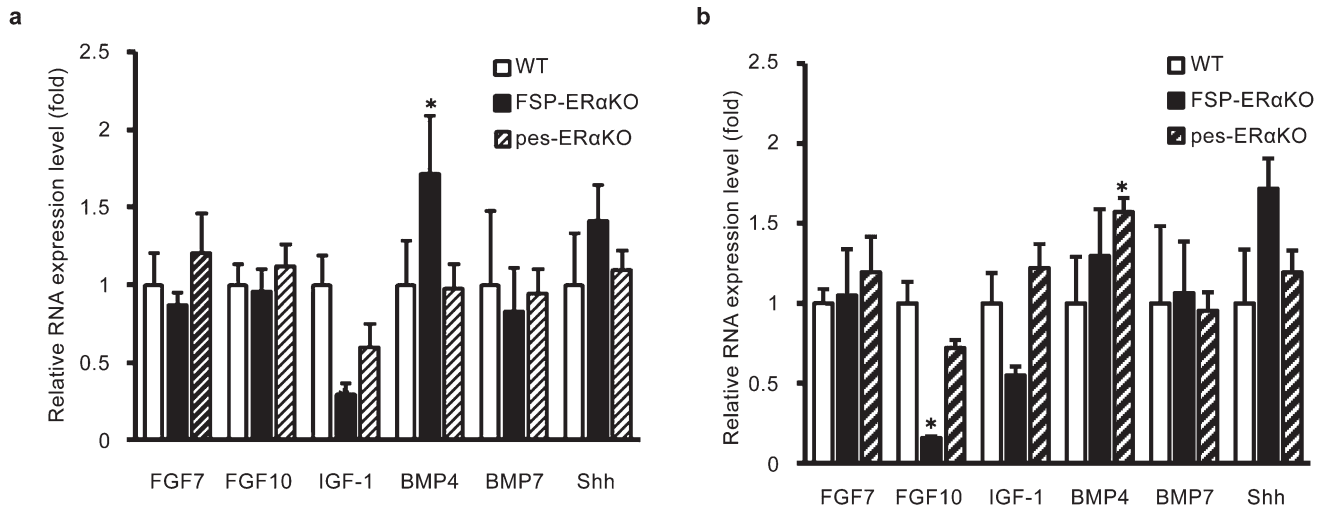 a
Relative RNA expression level (fold)
2.5
2
1.5
1
0.5
0
WT
FSP-ERαKO
pes-ERαKO
*
FGF7 FGF10 IGF-1 BMP4 BMP7 Shh
b
Relative RNA expression level (fold)
2.5
2
1.5
1
0.5
0
WT
FSP-ERαKO
pes-ERαKO
*
*
FGF7 FGF10 IGF-1 BMP4 BMP7 Shh